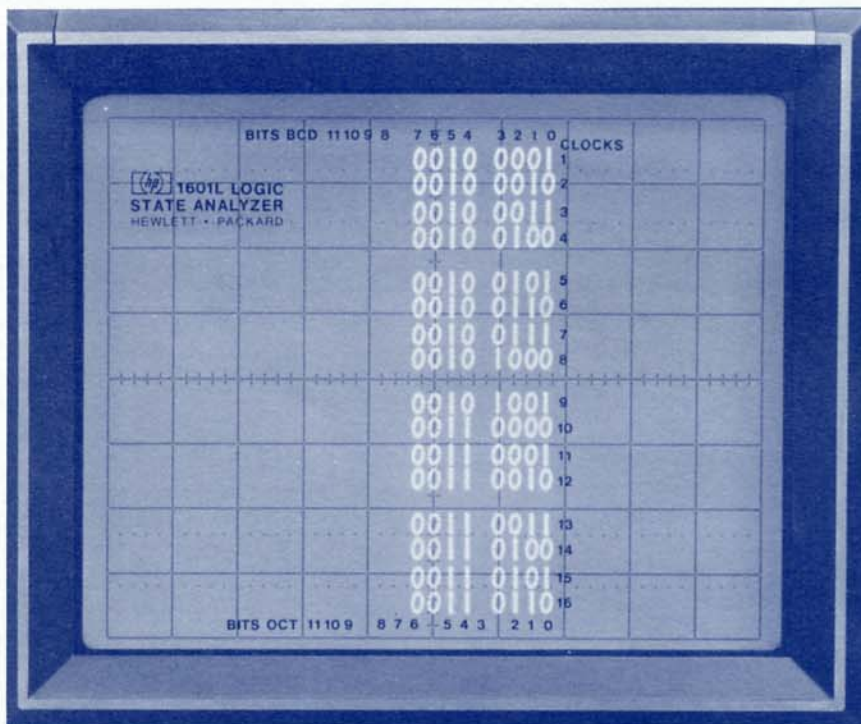 BITS BCD 11 10 9 8 7 6 5 4 3 2 1 0
CLOCKS
hp 1601L LOGIC
STATE ANALYZER
HEWLETT • PACKARD
0010 0001 1
0010 0010 2
0010 0011 3
0010 0100 4
0010 0101 5
0010 0110 6
0010 0111 7
0010 1000 8
0010 1001 9
0011 0000 10
0011 0001 11
0011 0010 12
0011 0011 13
0011 0100 14
0011 0101 15
0011 0110 16
BITS OCT 11 10 9 8 7 6 5 4 3 2 1 0